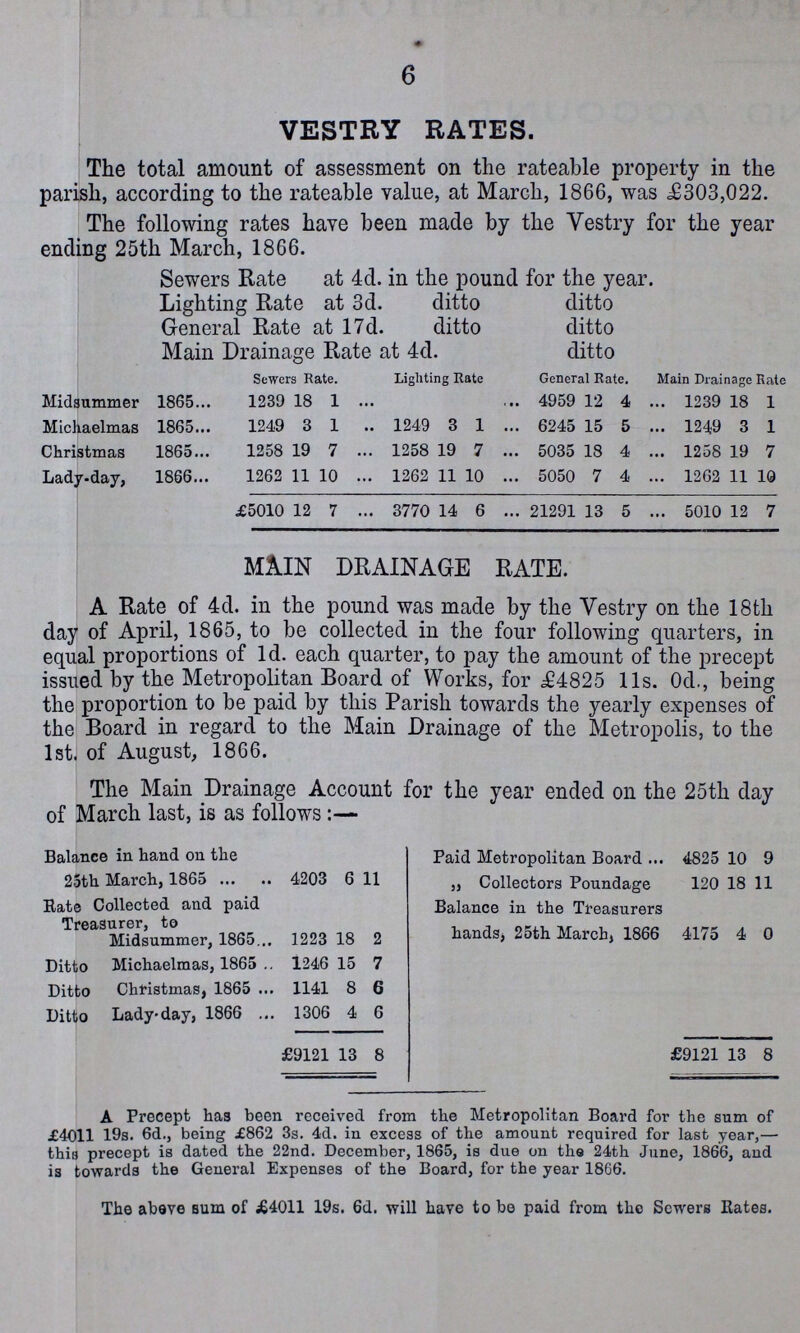 6
VESTRY RATES.
The total amount of assessment on the rateable property in the
parish, according to the rateable value, at March, 1866, was £303,022.
The following rates have been made by the Vestry for the year
ending 25th March, 1866.
Sewers Rate at 4d. in the pound for the year.
Lighting Rate at 3d. ditto ditto
General Rate at 17d. ditto ditto
Main Drainage Rate at 4d. ditto
Sewers Rate. Lighting Rate General Rate. Main Drainage Rate
Midsummer 1865... 1239 18 1 ... ... 4959 12 4 ... 1239 18 1
Michaelmas 1865... 1249 3 1 .. 1249 3 1 ... 6245 15 5 ... 1249 3 1
Christmas 1865... 1258 19 7 ... 1258 19 7 ... 5035 18 4 ... 1258 19 7
Lady-day, 1866... 1262 11 10 ... 1262 11 10 ... 5050 7 4 ... 1262 11 10
£5010 12 7 ... 3770 14 6 ... 21291 13 5 ... 5010 12 7
MAIN DRAINAGE RATE.
A Rate of 4d. in the pound was made by the Vestry on the 18th
day of April, 1865, to be collected in the four following quarters, in
equal proportions of 1d. each quarter, to pay the amount of the precept
issued by the Metropolitan Board of Works, for £4825 11s. 0d., being
the proportion to be paid by this Parish towards the yearly expenses of
the Board in regard to the Main Drainage of the Metropolis, to the
1st. of August, 1866.
The Main Drainage Account for the year ended on the 25th day
of March last, is as follows :—
Balance in hand on the
25th March, 1865 ... .. 4203 6 11
Rate Collected and paid
Treasurer, to
Midsummer, 1865... 1223 18 2
Ditto Michaelmas, 1865 .. 1246 15 7
Ditto Christmas, 1865 ... 1141 8 6
Ditto Lady-day, 1866 ... 1306 4 6
£9121 13 8
Paid Metropolitan Board ... 4825 10 9
,, Collectors Poundage 120 18 11
Balance in the Treasurers
hands, 25th March, 1866 4175 4 0
£9121 13 8
A Precept has been received from the Metropolitan Board for the sum of
£4011 19s. 6d., being £862 3s. 4d. in excess of the amount required for last year,—
this precept is dated the 22nd. December, 1865, is due on the 24th June, 1866, and
is towards the General Expenses of the Board, for the year 1866.
The above sum of £4011 19s. 6d. will have to be paid from the Sewers Rates.